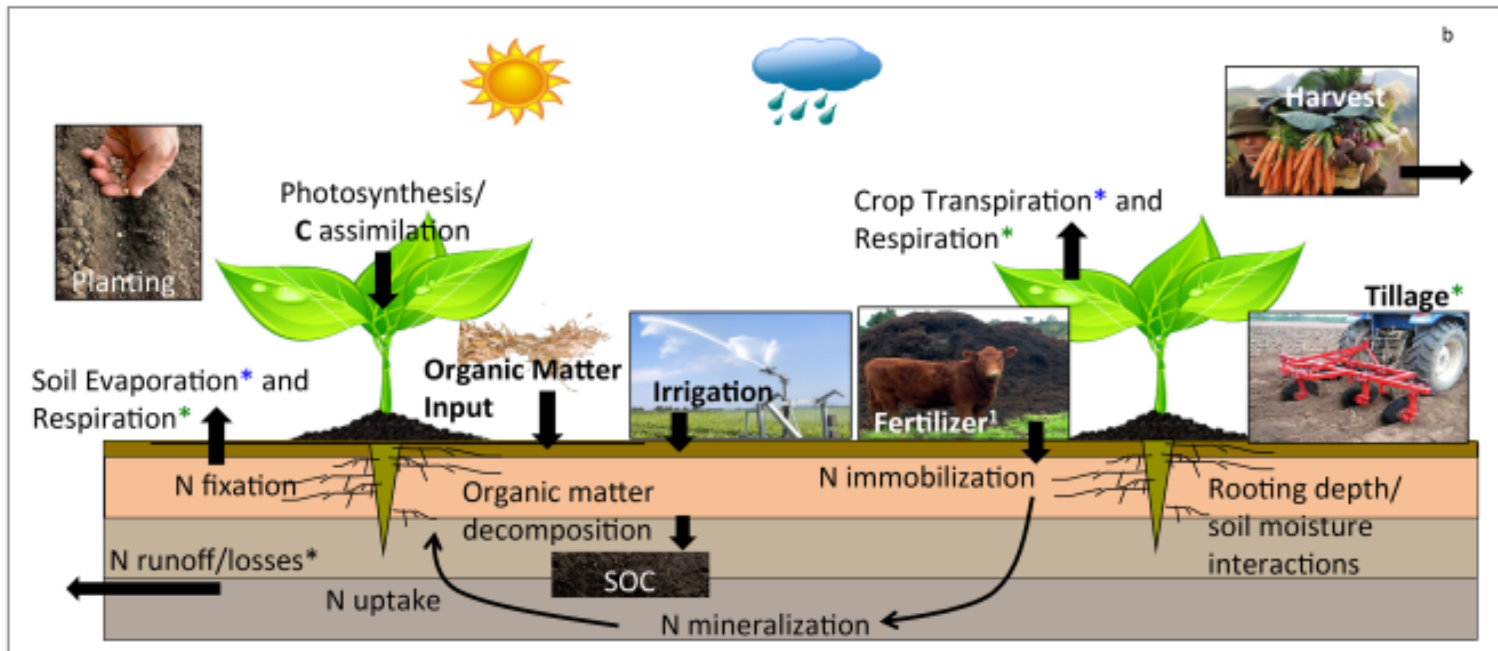 b
Harvest
Photosynthesis/
C assimilation
Crop Transpiration* and
Respiration*
Planting
Tillage*
Soil Evaporation* and
Respiration*
Organic Matter
Input
Irrigation
Fertilizer¹
N fixation
Organic matter
decomposition
N immobilization
Rooting depth/
soil moisture
interactions
N runoff/losses*
SOC
N uptake
N mineralization